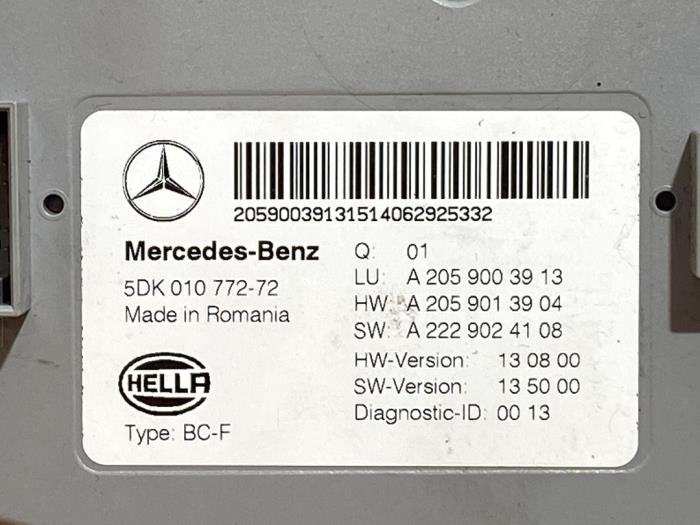 20590039131514062925332
Mercedes-Benz
5DK 010 772-72
Made in Romania
HELLA
Type: BC-F
Q: 01
LU: A 205 900 39 13
HW: A 205 901 39 04
SW: A 222 902 41 08
HW-Version: 13 08 00
SW-Version: 13 50 00
Diagnostic-ID: 00 13